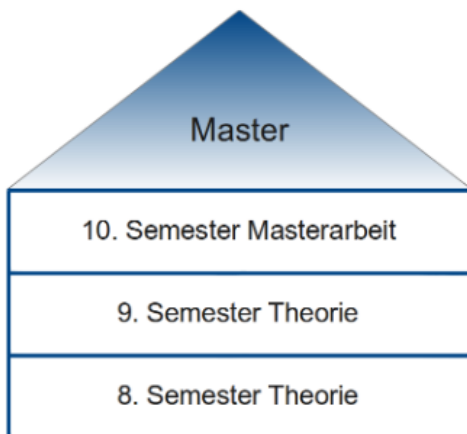 Master
10. Semester Masterarbeit
9. Semester Theorie
8. Semester Theorie